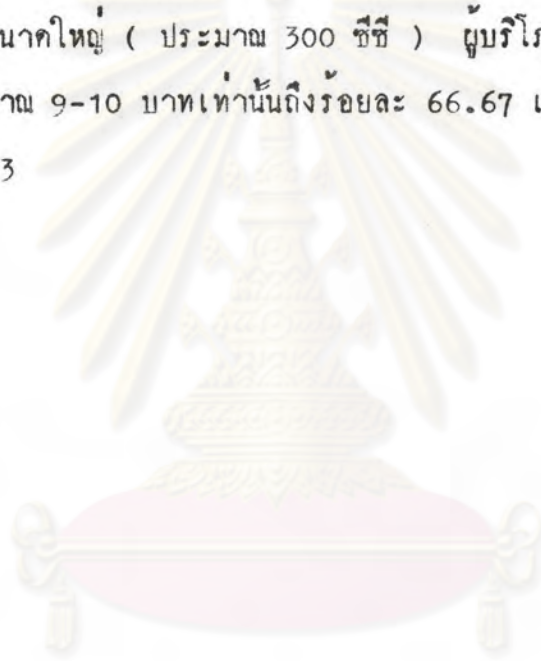 นาดใหญ่ ( ประมาณ 300 ซีซี ) ผู้บริโภ
าณ 9-10 บาทเท่านั้นถึงร้อยละ 66.67 เ
3